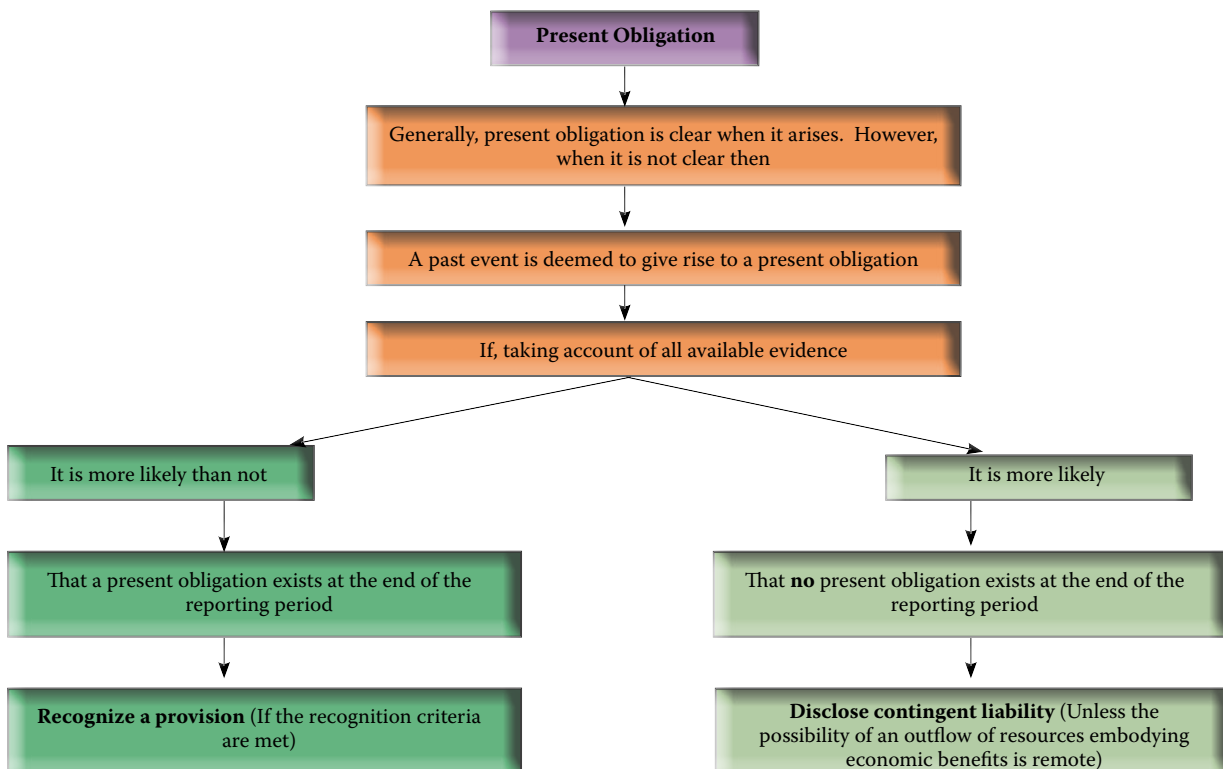 Present Obligation
Generally, present obligation is clear when it arises.  However,
when it is not clear then
A past event is deemed to give rise to a present obligation
If, taking account of all available evidence
It is more likely than not
That a present obligation exists at the end of the
reporting period
Recognize a provision (If the recognition criteria
are met)
It is more likely
That no present obligation exists at the end of the
reporting period
Disclose contingent liability (Unless the
possibility of an outflow of resources embodying
economic benefits is remote)